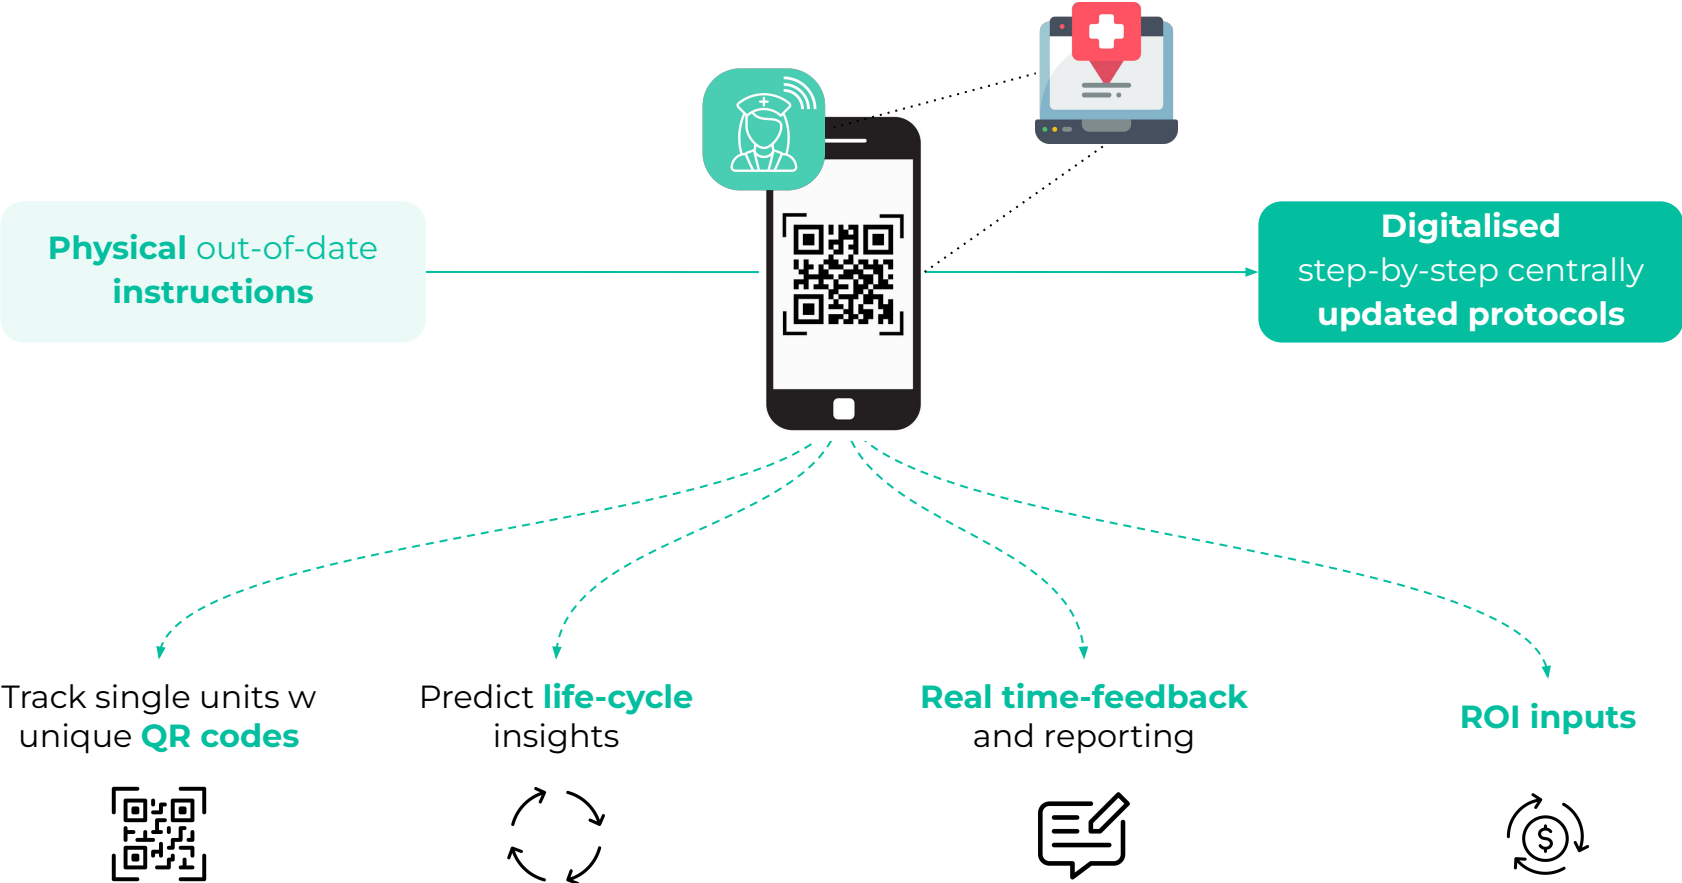 Physical out-of-date
instructions
Digitalised
step-by-step centrally
updated protocols
Track single units w
unique QR codes
Predict life-cycle
insights
Real time-feedback
and reporting
ROI inputs
$